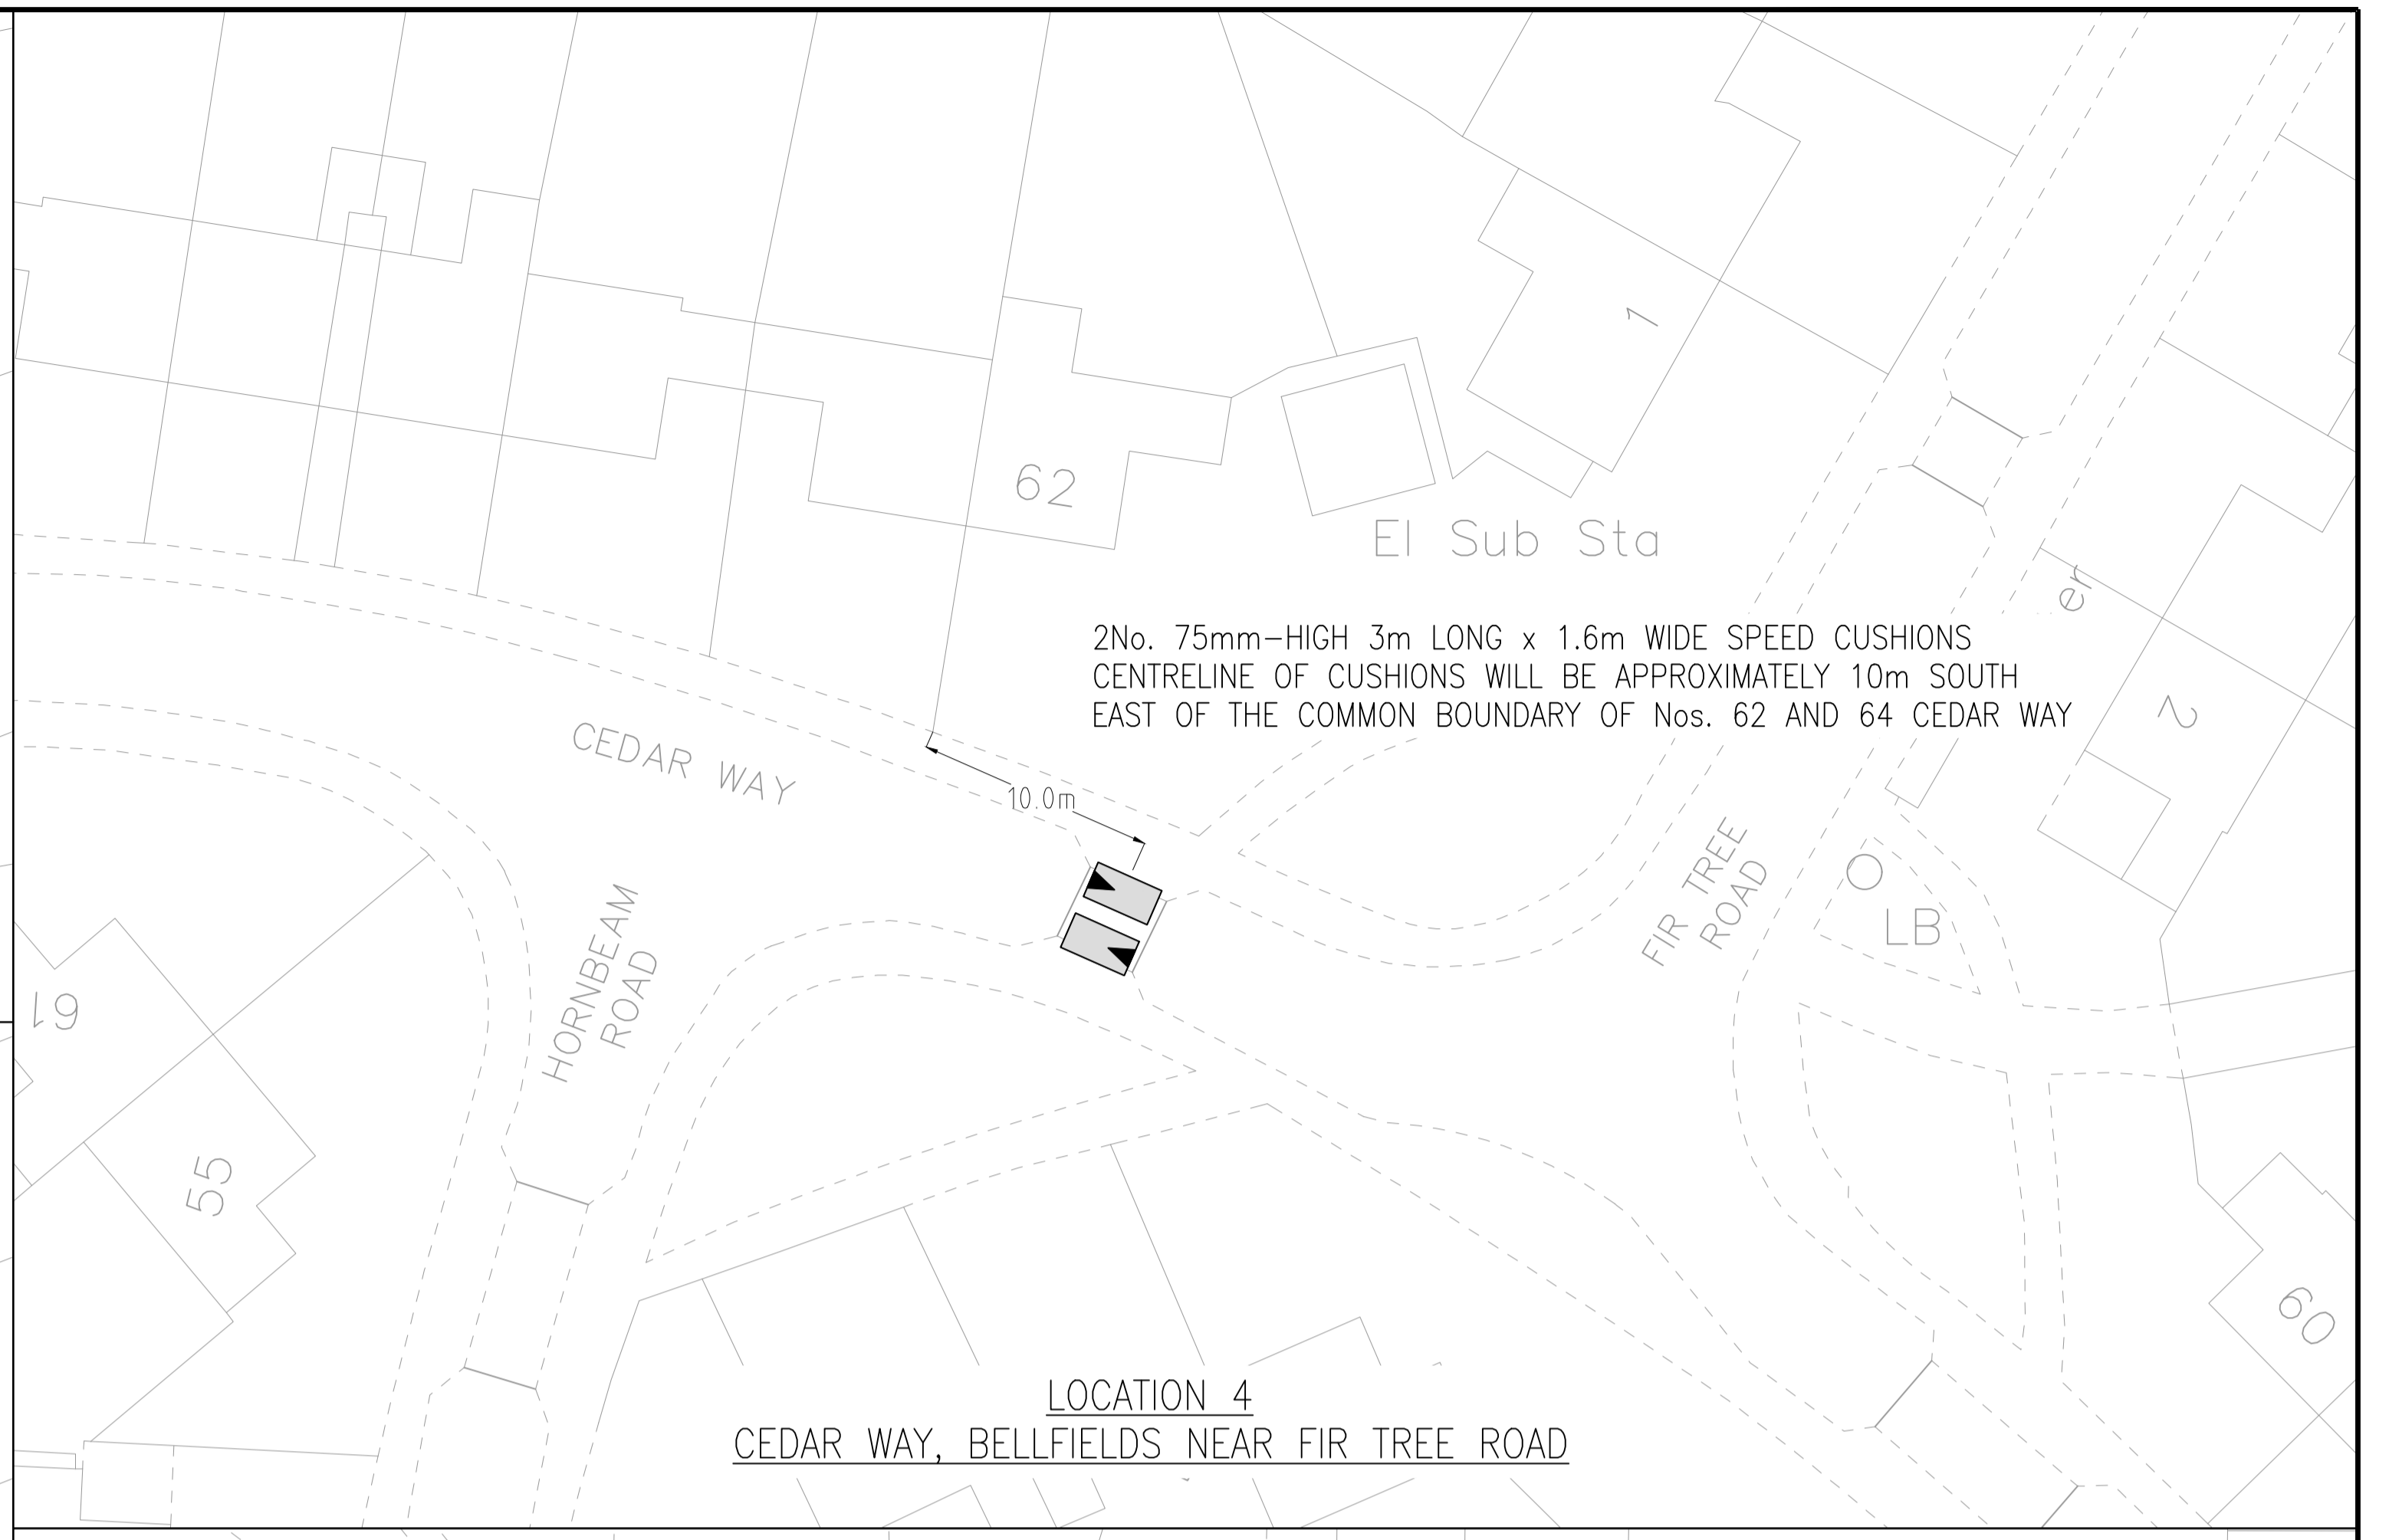 1
62
El Sub Sta
er
2No. 75mm-HIGH 3m LONG x 1.6m WIDE SPEED CUSHIONS
CENTRELINE OF CUSHIONS WILL BE APPROXIMATELY 10m SOUTH
EAST OF THE COMMON BOUNDARY OF Nos. 62 AND 64 CEDAR WAY
2
CEDAR WAY
10.0m
FIR TREE
ROAD
LB
HORNBEAM
ROAD
61
55
60
LOCATION 4
CEDAR WAY, BELLFIELDS NEAR FIR TREE ROAD